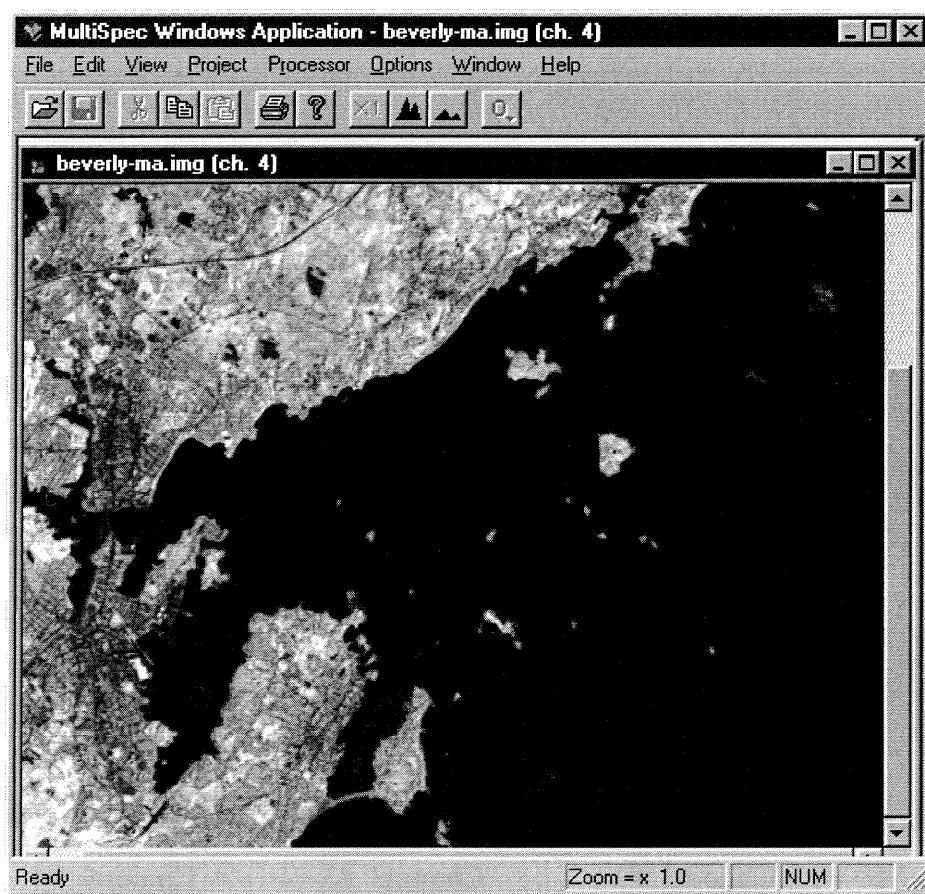 MultiSpec Windows Application - beverly-ma.img (ch. 4)
File Edit View Project Processor Options Window Help
×1
beverly-ma.img (ch. 4)
Ready Zoom = x 1.0 NUM